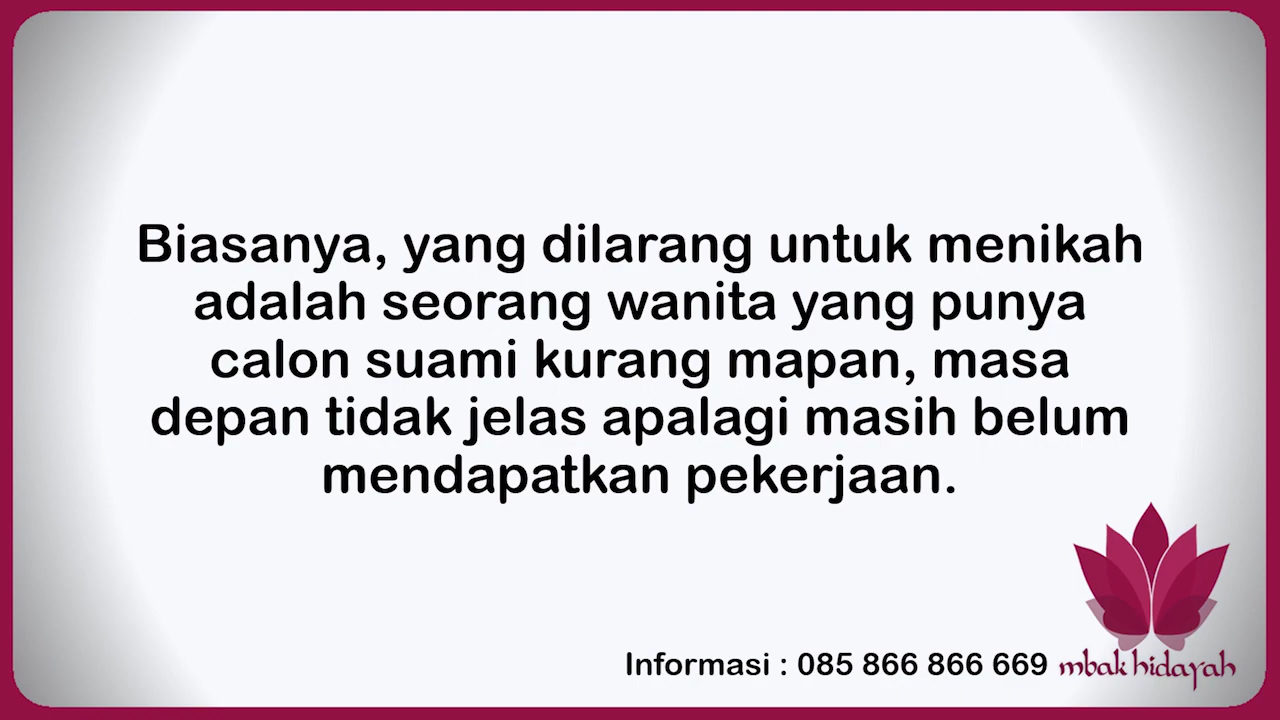 Biasanya, yang dilarang untuk menikah
adalah seorang wanita yang punya
calon suami kurang mapan, masa
depan tidak jelas apalagi masih belum
mendapatkan pekerjaan.
Informasi : 085 866 866 669
mbak hidayah